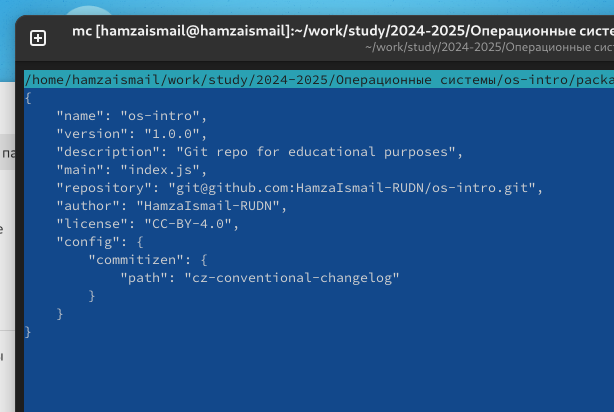 mc [hamzaismail@hamzaismail]:~/work/study/2024-2025/Операционные
~/work/study/2024-2025/Операционные
/home/hamzaismail/work/study/2024-2025/Операционные системы/os-intro/packa
{
    "name": "os-intro",
    "version": "1.0.0",
    "description": "Git repo for educational purposes",
    "main": "index.js",
    "repository": "git@github.com:HamzaIsmail-RUDN/os-intro.git",
    "author": "HamzaIsmail-RUDN",
    "license": "CC-BY-4.0",
    "config": {
        "commitizen": {
            "path": "cz-conventional-changelog"
        }
    }
}